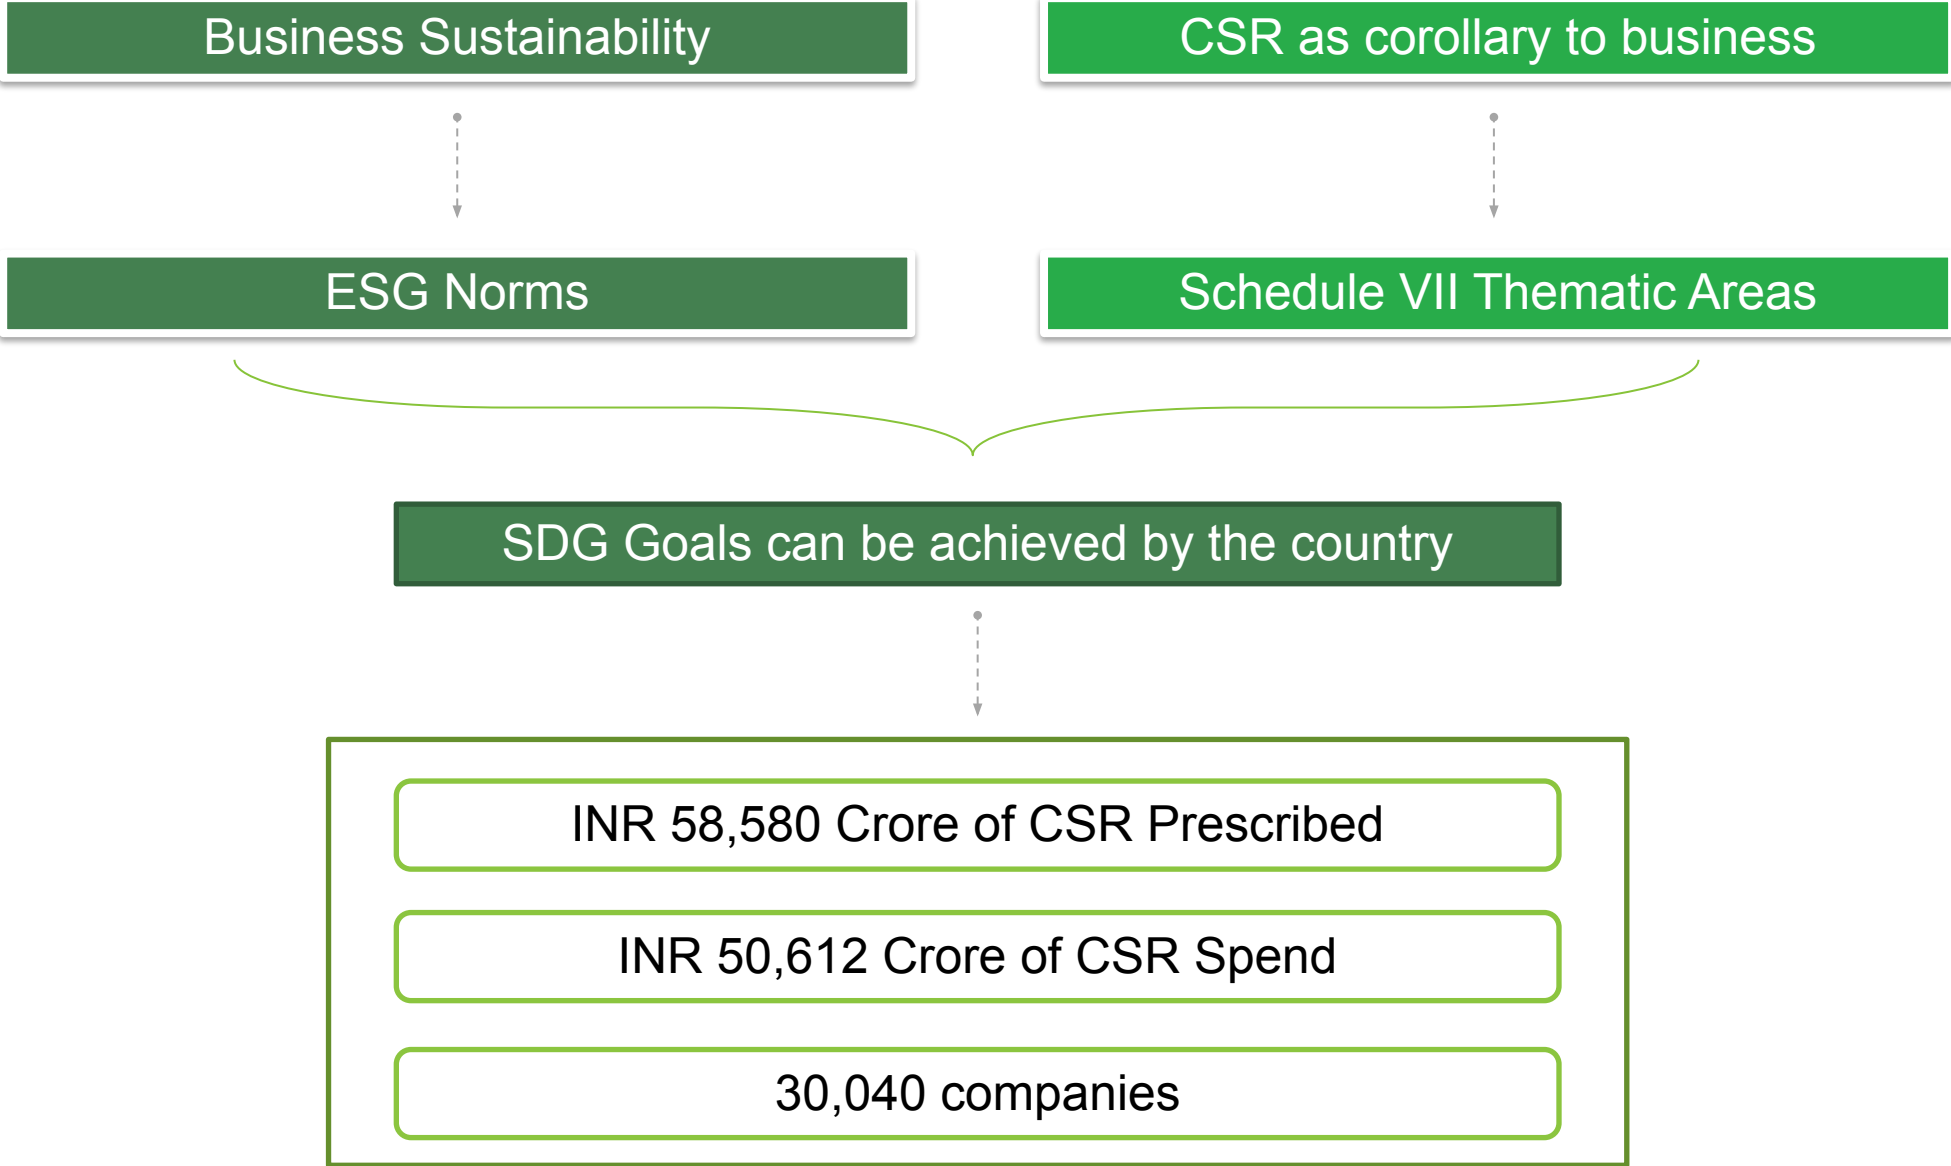 Business Sustainability
CSR as corollary to business
ESG Norms
Schedule VII Thematic Areas
SDG Goals can be achieved by the country
INR 58,580 Crore of CSR Prescribed
INR 50,612 Crore of CSR Spend
30,040 companies